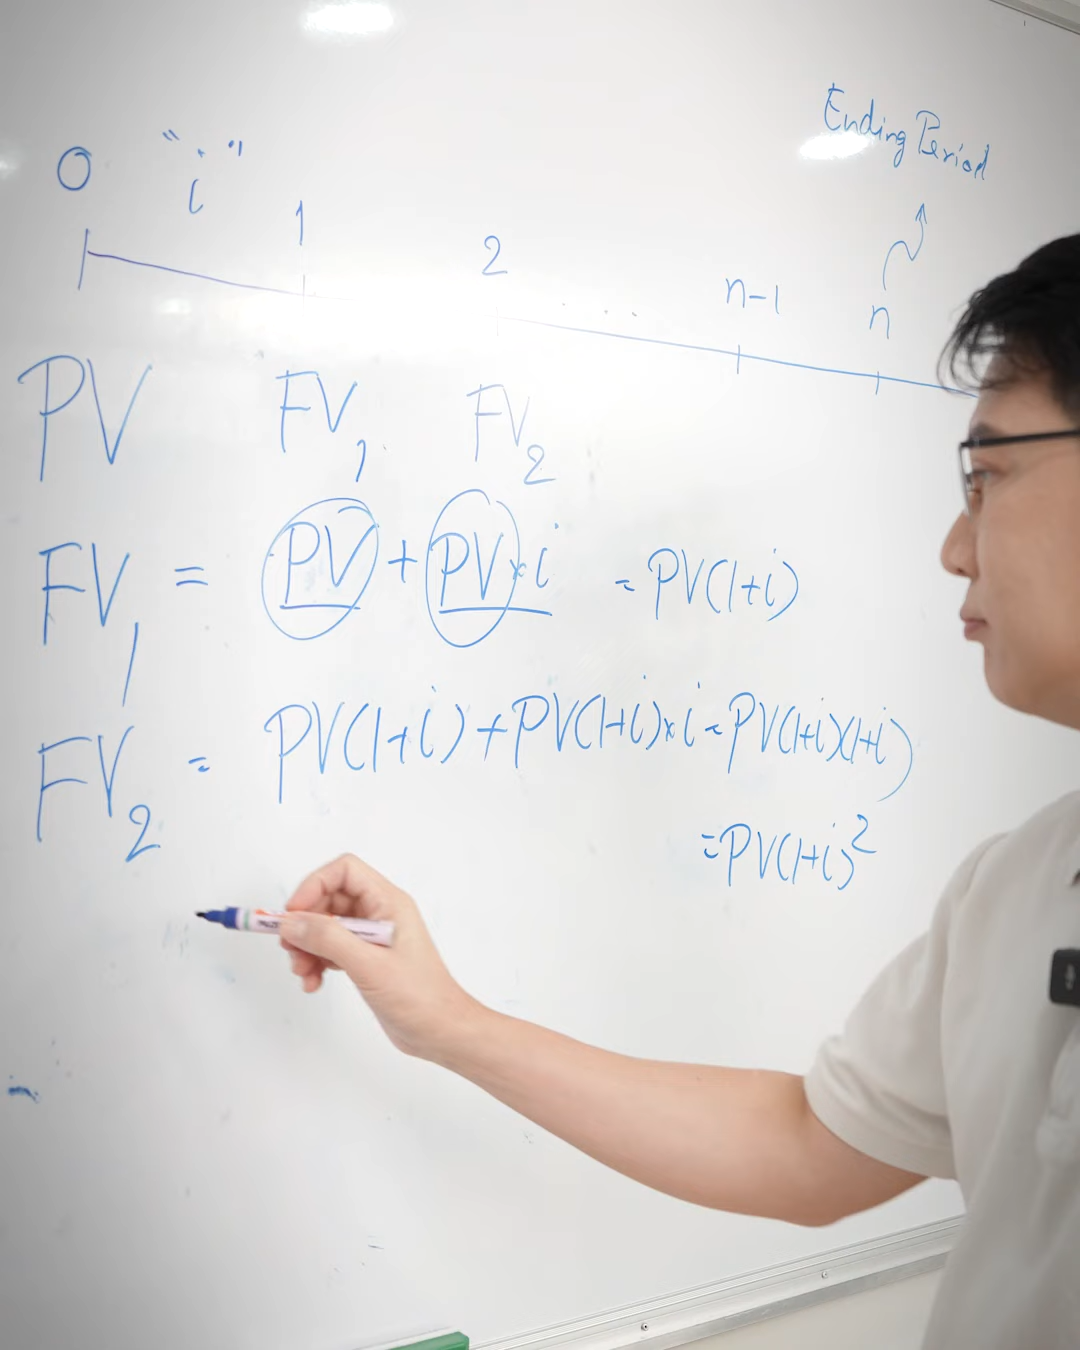 Ending Period
0 "i" 1 2 ... n-1 n
PV FV1 FV2
FV1 = PV + PV × i = PV(1+i)
FV2 = PV(1+i) + PV(1+i) × i = PV(1+i)(1+i)
= PV(1+i)²